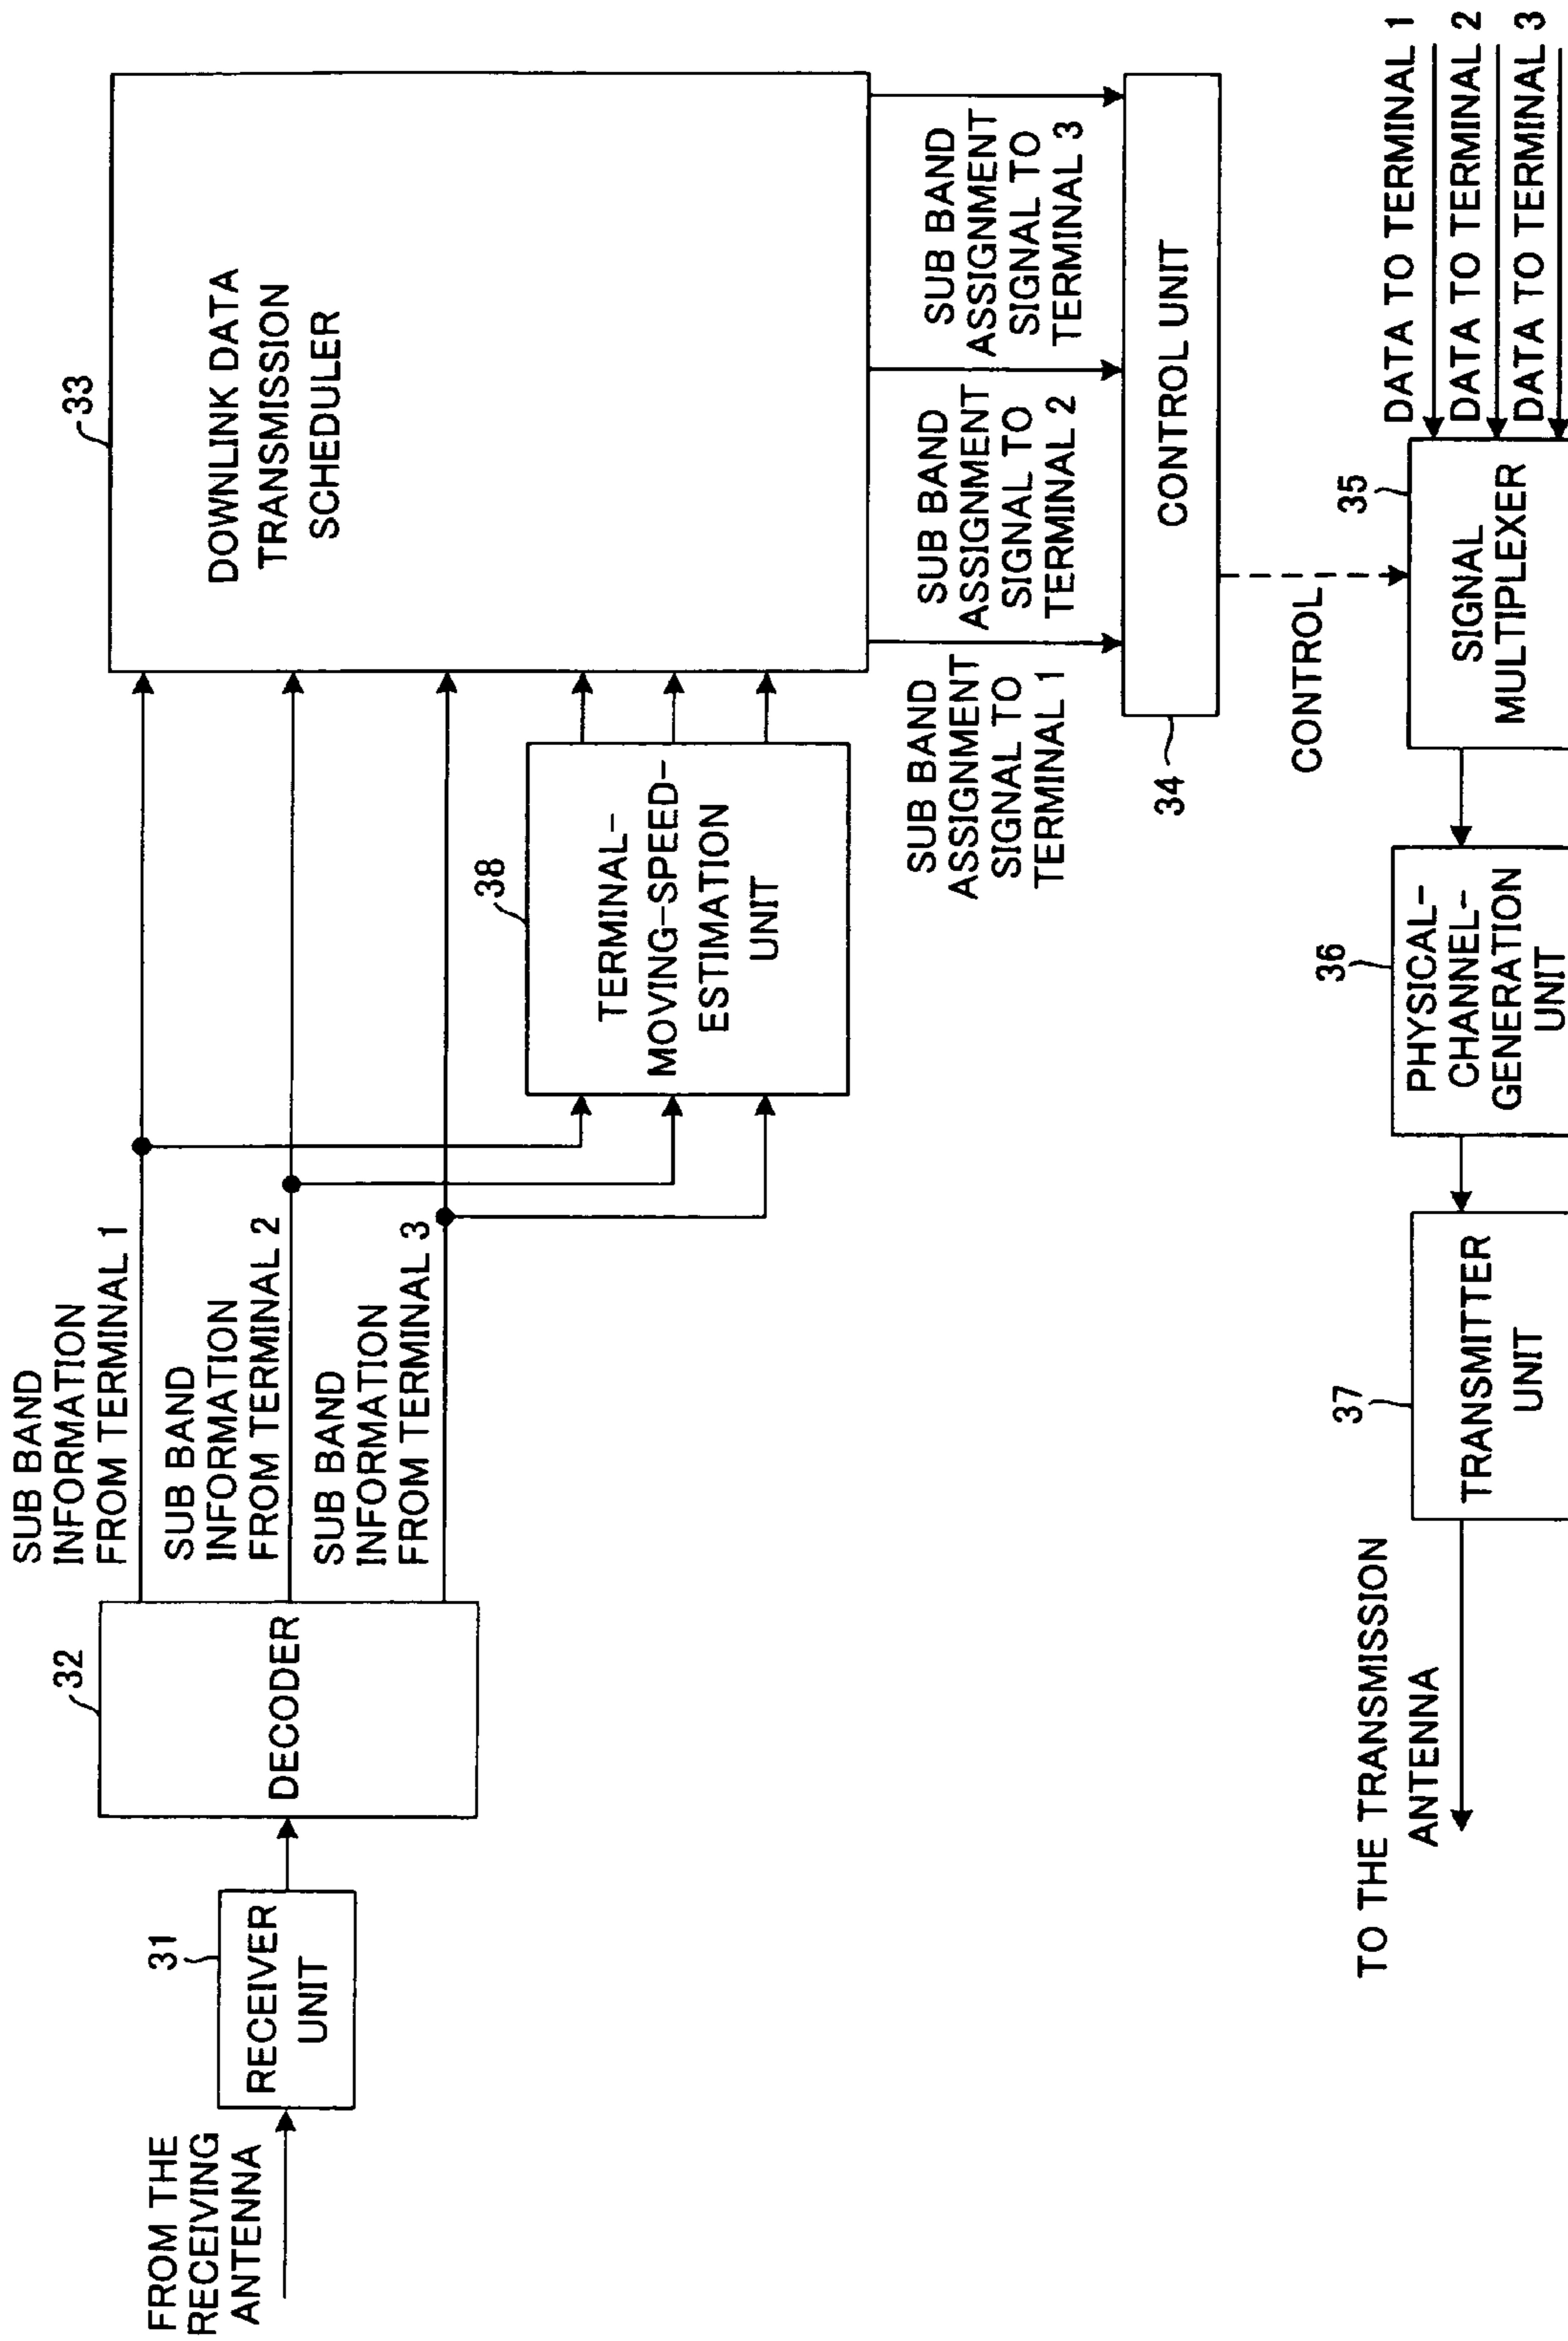 FROM THE
RECEIVING
ANTENNA
31
RECEIVER
UNIT
32
DECODER
SUB BAND
INFORMATION
FROM TERMINAL 1
SUB BAND
INFORMATION
FROM TERMINAL 2
SUB BAND
INFORMATION
FROM TERMINAL 3
38
TERMINAL-
MOVING-SPEED-
ESTIMATION
UNIT
33
DOWNLINK DATA
TRANSMISSION
SCHEDULER
SUB BAND
ASSIGNMENT
SIGNAL TO
TERMINAL 1
SUB BAND
ASSIGNMENT
SIGNAL TO
TERMINAL 2
SUB BAND
ASSIGNMENT
SIGNAL TO
TERMINAL 3
34
CONTROL UNIT
CONTROL
TO THE TRANSMISSION
ANTENNA
37
TRANSMITTER
UNIT
36
PHYSICAL-
CHANNEL-
GENERATION
UNIT
35
SIGNAL
MULTIPLEXER
DATA TO TERMINAL 1
DATA TO TERMINAL 2
DATA TO TERMINAL 3